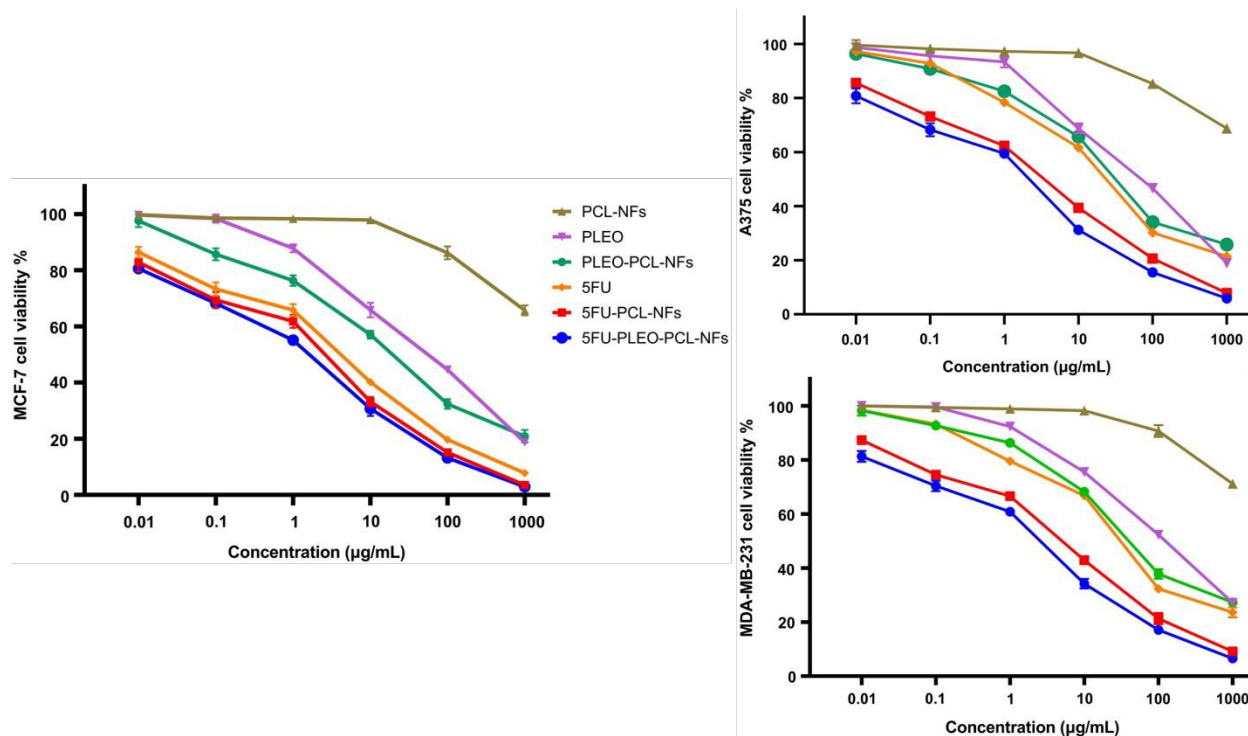 MCF-7 cell viability %
100
80
60
40
20
0
0.01 0.1 1 10 100 1000
Concentration (µg/mL)
PCL-NFs
PLEO
PLEO-PCL-NFs
5FU
5FU-PCL-NFs
5FU-PLEO-PCL-NFs
A375 cell viability %
100
80
60
40
20
0
0.01 0.1 1 10 100 1000
Concentration (µg/mL)
MDA-MB-231 cell viability %
100
80
60
40
20
0
0.01 0.1 1 10 100 1000
Concentration (µg/mL)